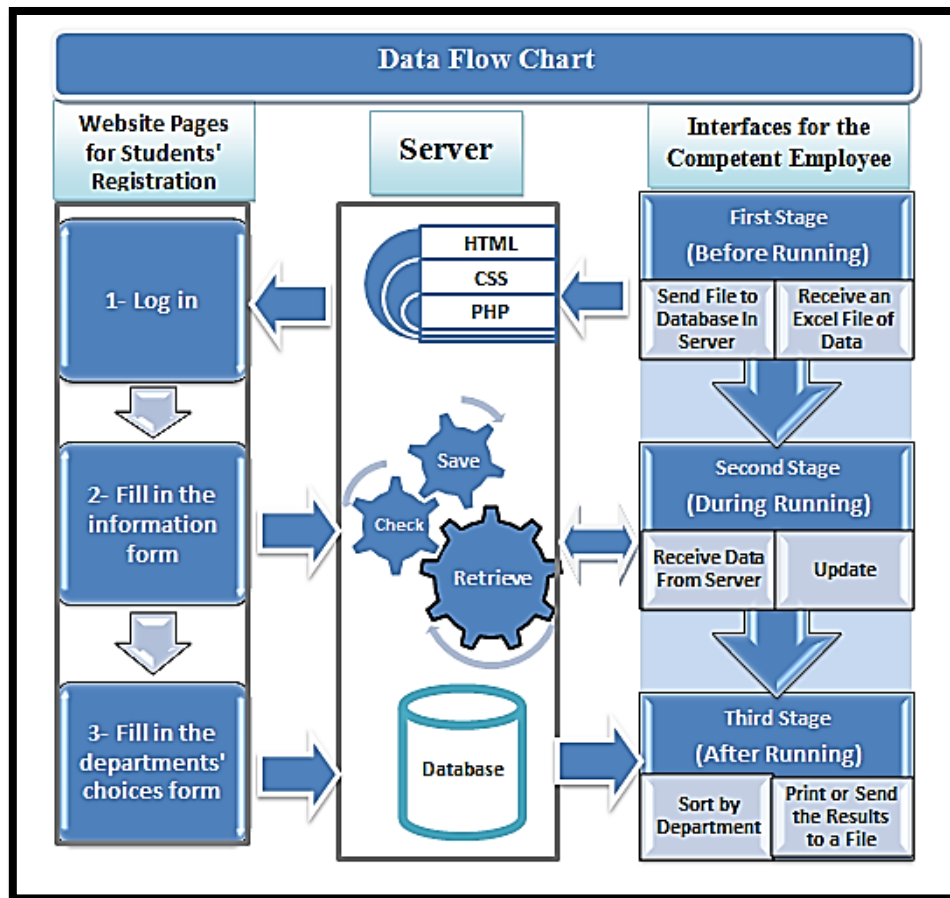 Data Flow Chart
Website Pages
for Students'
Registration
Server
Interfaces for the
Competent Employee
1- Log in
2- Fill in the
information
form
3- Fill in the
departments'
choices form
HTML
CSS
PHP
Save
Check
Retrieve
Database
First Stage
(Before Running)
Send File to
Database In
Server
Receive an
Excel File of
Data
Second Stage
(During Running)
Receive Data
From Server
Update
Third Stage
(After Running)
Sort by
Department
Print or Send
the Results
to a File